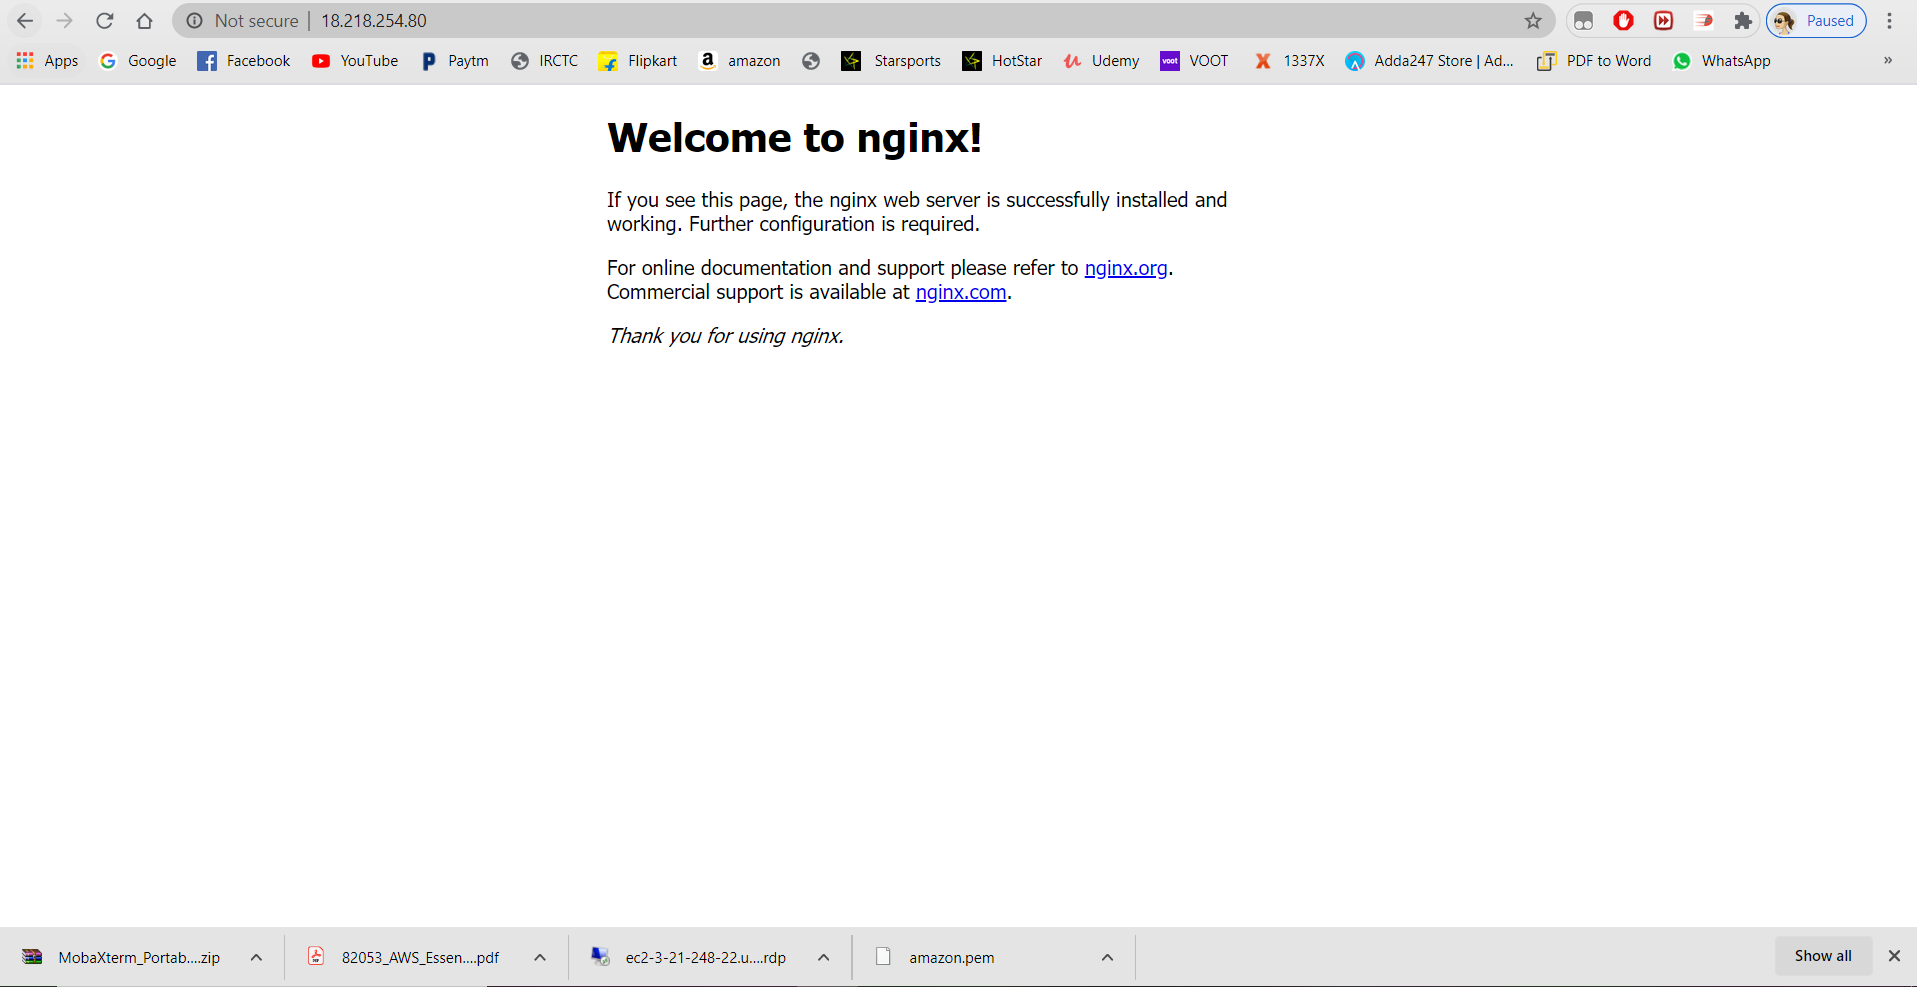 Not secure | 18.218.254.80
Paused
Apps Google Facebook YouTube Paytm IRCTC Flipkart amazon Starsports HotStar Udemy VOOT 1337X Adda247 Store | Ad... PDF to Word WhatsApp »
Welcome to nginx!
If you see this page, the nginx web server is successfully installed and
working. Further configuration is required.
For online documentation and support please refer to nginx.org.
Commercial support is available at nginx.com.
Thank you for using nginx.
MobaXterm_Portab....zip 82053_AWS_Essen....pdf ec2-3-21-248-22.u....rdp amazon.pem Show all